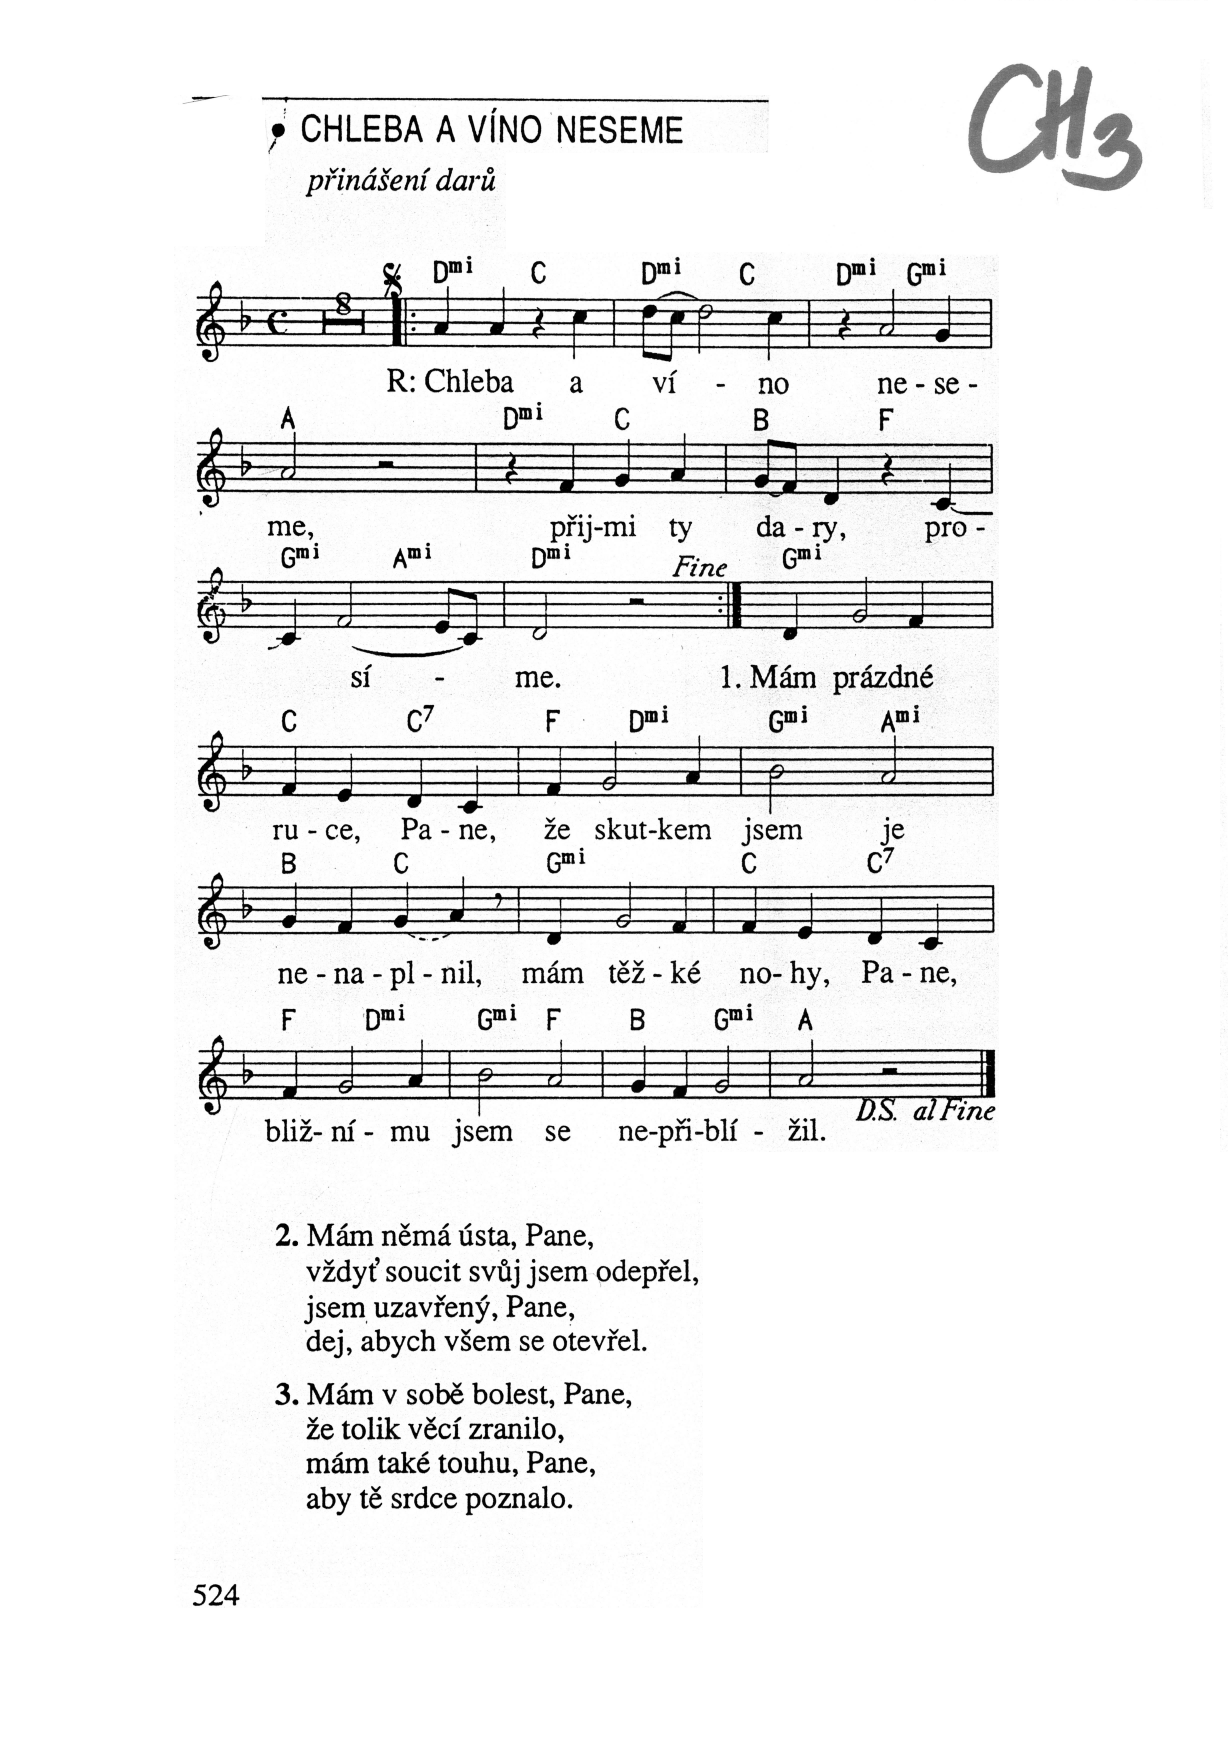 CH3
CHLEBA A VÍNO NESEME
přinášení darů
Dmi C Dmi C Dmi Gmi
8
R: Chleba a ví - no ne - se -
A Dmi C B F
me, přij-mi ty da - ry, pro -
Gmi Ami Dmi Fine Gmi
sí - me. 1. Mám prázdné
C C7 F Dmi Gmi Ami
ru - ce, Pa - ne, že skut-kem jsem je
B C Gmi C C7
ne - na - pl - nil, mám těž - ké no- hy, Pa - ne,
F Dmi Gmi F B Gmi A
D.S. al Fine
bliž- ní - mu jsem se ne-při-blí - žil.
2. Mám němá ústa, Pane,
vždyť soucit svůj jsem odepřel,
jsem uzavřený, Pane,
dej, abych všem se otevřel.
3. Mám v sobě bolest, Pane,
že tolik věcí zranilo,
mám také touhu, Pane,
aby tě srdce poznalo.
524